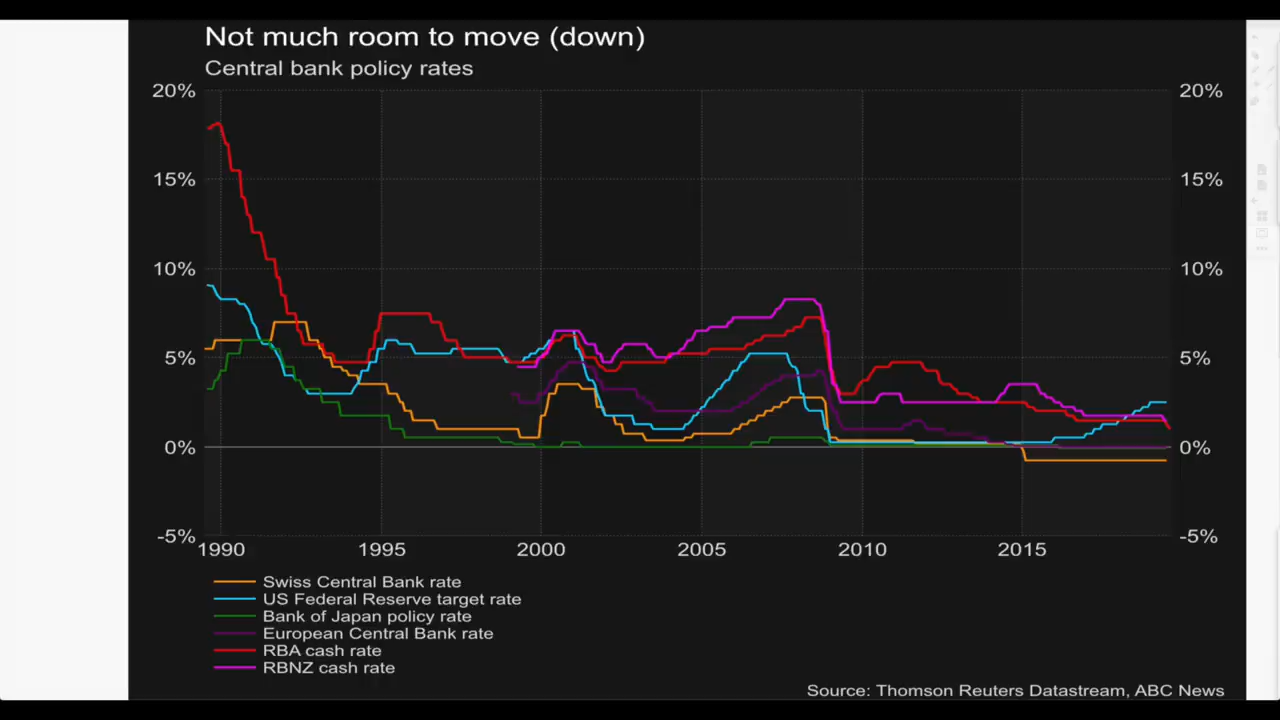 Not much room to move (down)
Central bank policy rates
20% 20%
15% 15%
10% 10%
5% 5%
0% 0%
-5% -5%
1990 1995 2000 2005 2010 2015
Swiss Central Bank rate
US Federal Reserve target rate
Bank of Japan policy rate
European Central Bank rate
RBA cash rate
RBNZ cash rate
Source: Thomson Reuters Datastream, ABC News